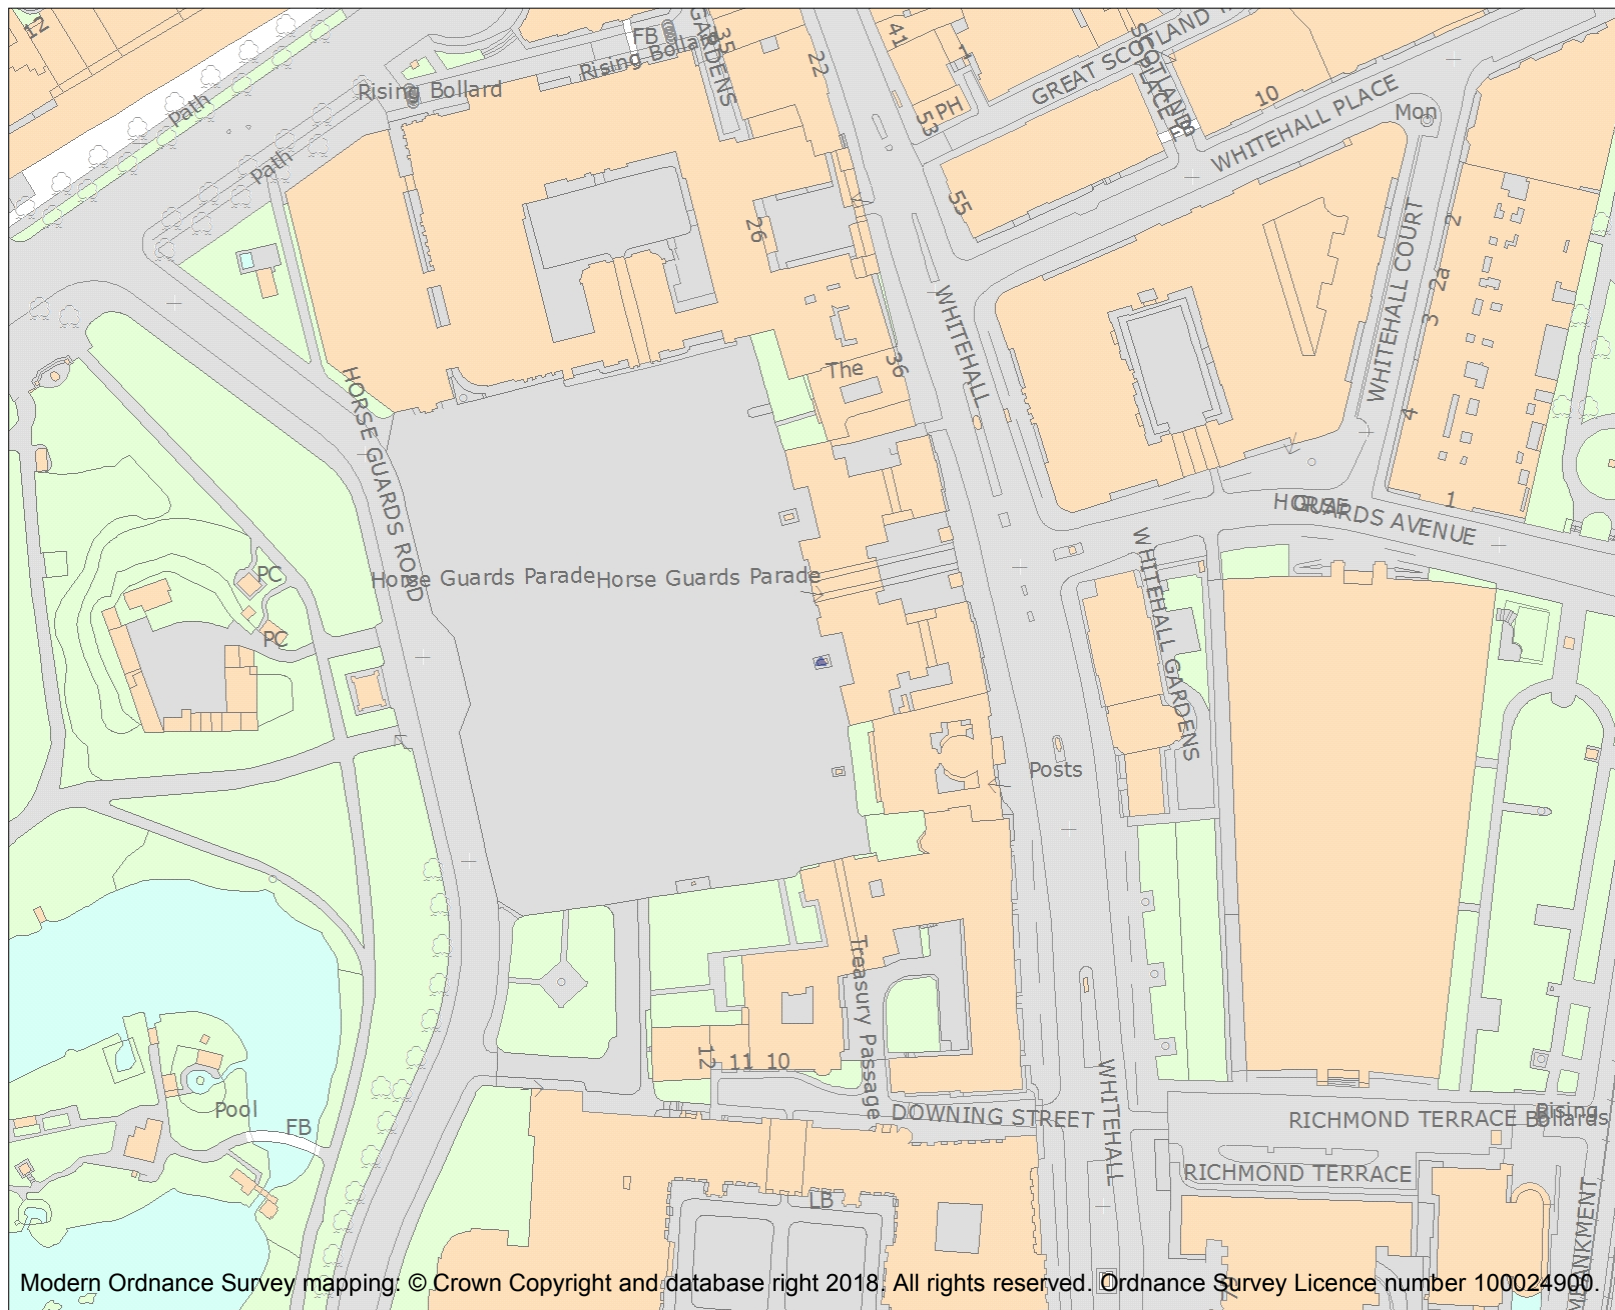 12
FB
Rising Bollard
Rising Bollard
GARDENS
35
22
41
71
53
PH
GREAT SCOTLAND
SCOTLAND
PLACE
10
WHITEHALL PLACE
Mon
Path
Path
26
55
WHITEHALL
WHITEHALL COURT
2
2a
3
4
1
The
36
HORSE GUARDS ROAD
HORSE
GUARDS AVENUE
PC
PC
Horse Guards Parade
Horse Guards Parade
WHITEHALL GARDENS
Posts
Treasury Passage
12
11
10
DOWNING STREET
WHITEHALL
RICHMOND TERRACE
Rising
Bollards
RICHMOND TERRACE
Pool
FB
LB
Modern Ordnance Survey mapping: © Crown Copyright and database right 2018. All rights reserved. Ordnance Survey Licence number 100024900.